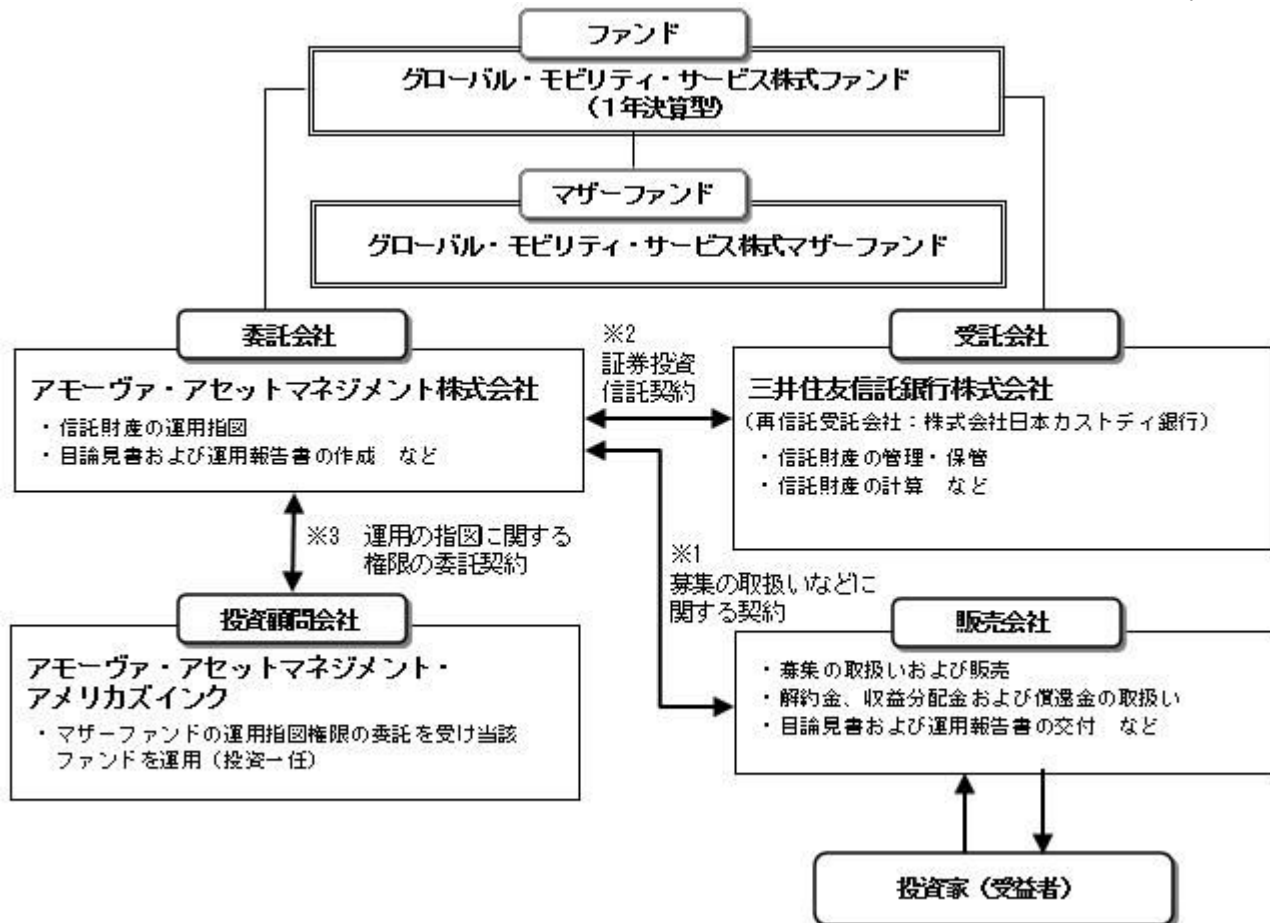 ファンド
グローバル・モビリティ・サービス株式ファンド
(1年決算型)
マザーファンド
グローバル・モビリティ・サービス株式マザーファンド
委託会社
アモーヴァ・アセットマネジメント株式会社
・信託財産の運用指図
・目論見書および運用報告書の作成　など
※2
証券投資
信託契約
受託会社
三井住友信託銀行株式会社
(再信託受託会社:株式会社日本カストディ銀行)
・信託財産の管理・保管
・信託財産の計算　など
※3　運用の指図に関する
権限の委託契約
※1
募集の取扱いなどに
関する契約
投資顧問会社
アモーヴァ・アセットマネジメント・
アメリカズインク
・マザーファンドの運用指図権限の委託を受け当該
ファンドを運用(投資一任)
販売会社
・募集の取扱いおよび販売
・解約金、収益分配金および償還金の取扱い
・目論見書および運用報告書の交付　など
投資家(受益者)